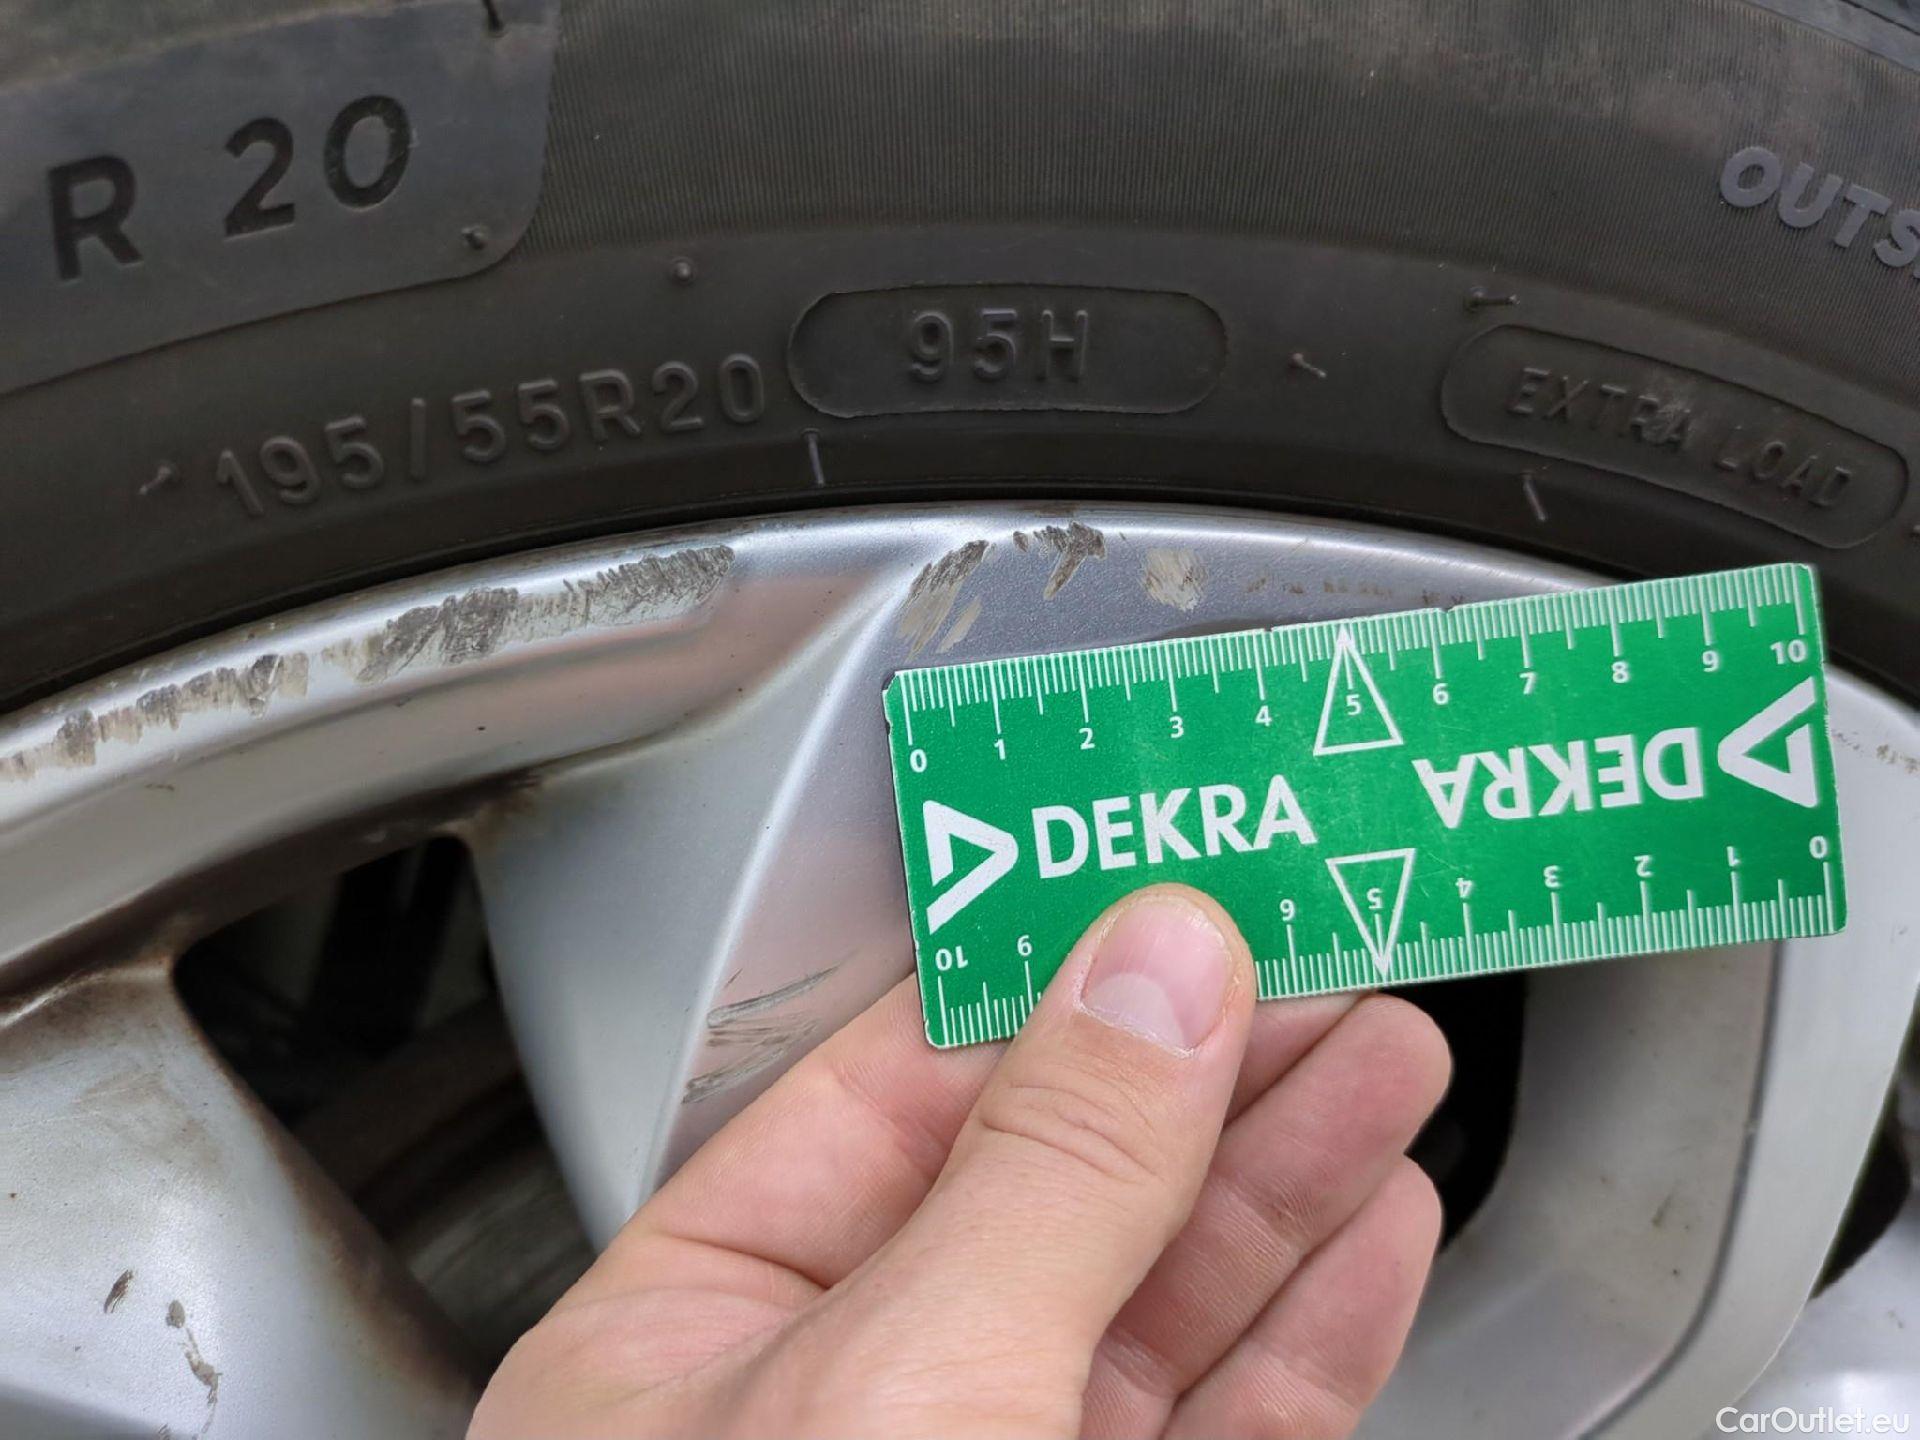 R 20
OUTS
195/55R20
95H
EXTRA LOAD
0 1 2 3 4 5 6 7 8 9 10
DEKRA
DEKRA
0 1 2 3 4 5 6 9 10
CarOutlet.eu